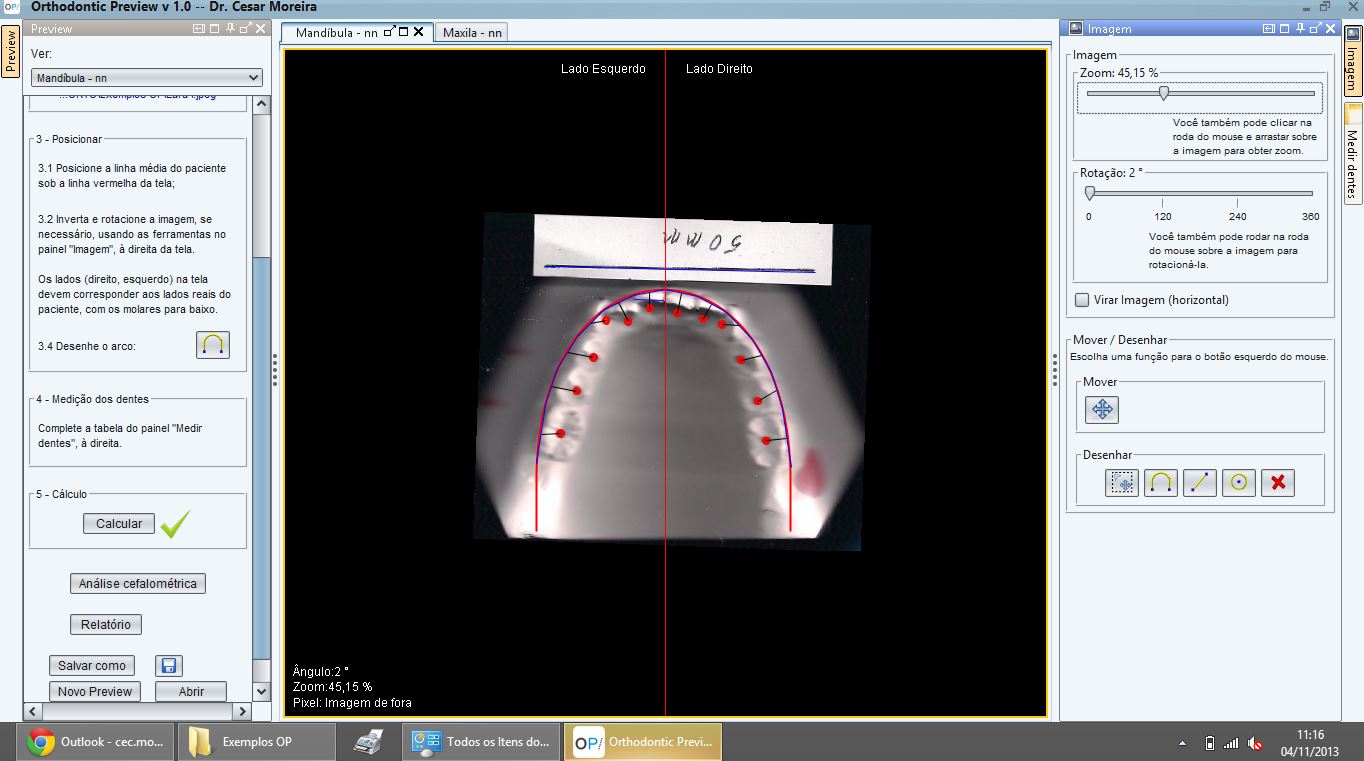 Orthodontic Preview v 1.0 -- Dr. Cesar Moreira
Preview
Preview
Ver:
Mandíbula - nn
3 - Posicionar
3.1 Posicione a linha média do paciente
sob a linha vermelha da tela;
3.2 Inverta e rotacione a imagem, se
necessário, usando as ferramentas no
painel "Imagem", à direita da tela.
Os lados (direito, esquerdo) na tela
devem corresponder aos lados reais do
paciente, com os molares para baixo.
3.4 Desenhe o arco:
4 - Medição dos dentes
Complete a tabela do painel "Medir
dentes", à direita.
5 - Cálculo
Calcular
Análise cefalométrica
Relatório
Salvar como
Novo Preview
Abrir
Mandíbula - nn
Maxila - nn
Lado Esquerdo
Lado Direito
50 mm
Ângulo:2 °
Zoom:45,15 %
Pixel: Imagem de fora
Imagem
Imagem
Zoom: 45,15 %
Você também pode clicar na
roda do mouse e arrastar sobre
a imagem para obter zoom.
Rotação: 2 °
0 120 240 360
Você também pode rodar na roda
do mouse sobre a imagem para
rotacioná-la.
Virar Imagem (horizontal)
Mover / Desenhar
Escolha uma função para o botão esquerdo do mouse.
Mover
Desenhar
Imagem
Medir dentes
Outlook - cec.mo...
Exemplos OP
Todos os Itens do...
OPi
Orthodontic Previ...
11:16
04/11/2013